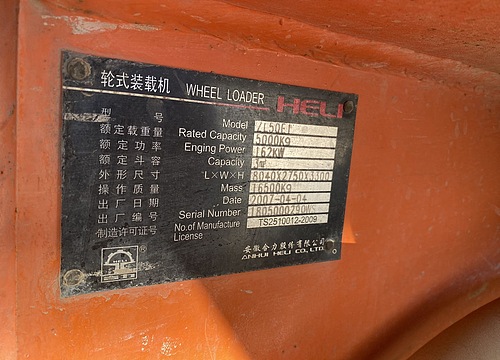 轮式装载机 WHEEL LOADER HELI
型号 Model ZL50EI
额定载重量 Rated Capacity 5000Kg
额定功率 Enging Power 162KW
额定斗容 Capacity 3m³
外形尺寸 L×W×H 8040X2750X3300
操作质量 Mass 16500Kg
出厂日期 Date 2007-04-04
出厂编号 Serial Number
制造许可证号 No.of Manufacture License TS2510012-2009
HELI
安徽合力股份有限公司
ANHUI HELI CO., LTD.